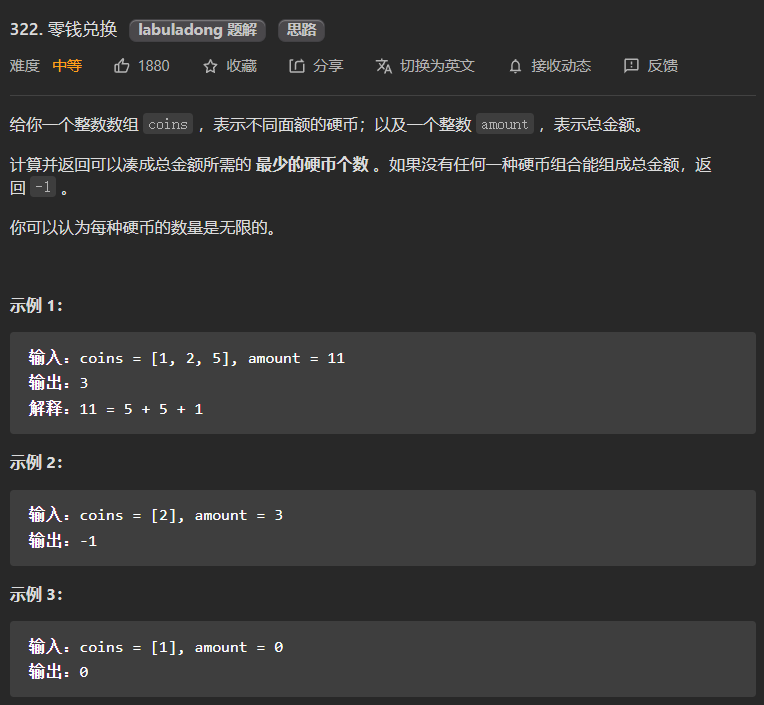 322. 零钱兑换 labuladong 题解 思路
难度 中等 1880 收藏 分享 切换为英文 接收动态 反馈
给你一个整数数组 coins ，表示不同面额的硬币；以及一个整数 amount ，表示总金额。
计算并返回可以凑成总金额所需的 最少的硬币个数 。如果没有任何一种硬币组合能组成总金额，返
回 -1 。
你可以认为每种硬币的数量是无限的。
示例 1：
输入：coins = [1, 2, 5], amount = 11
输出：3
解释：11 = 5 + 5 + 1
示例 2：
输入：coins = [2], amount = 3
输出：-1
示例 3：
输入：coins = [1], amount = 0
输出：0